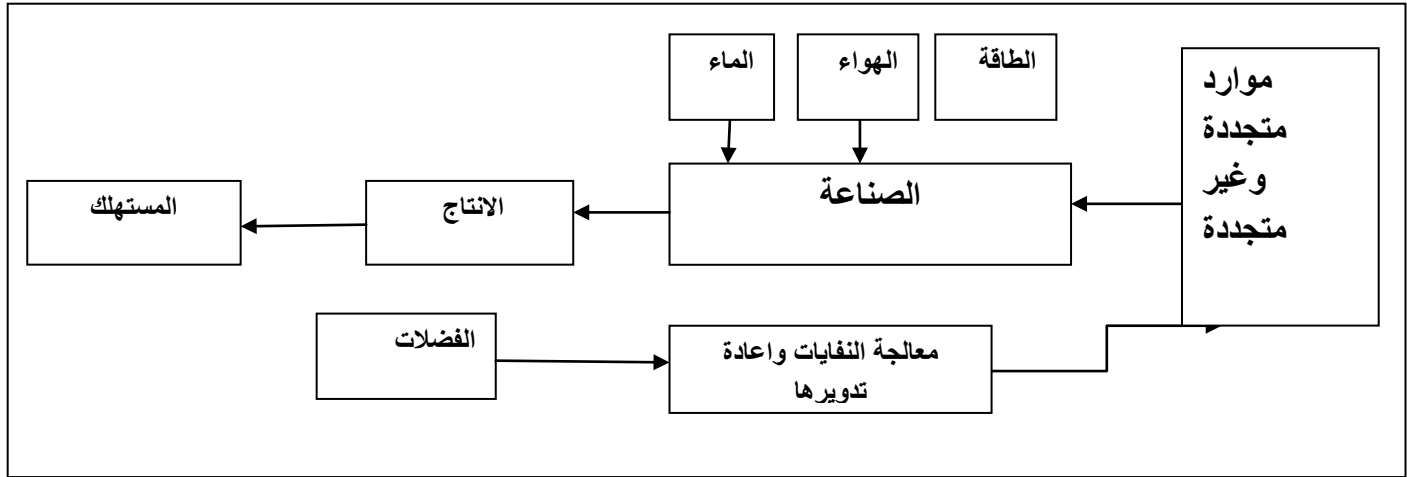 الطاقة
الهواء
الماء
موارد
متجددة
وغير
متجددة
الصناعة
الانتاج
المستهلك
الفضلات
معالجة النفايات واعادة
تدويرها